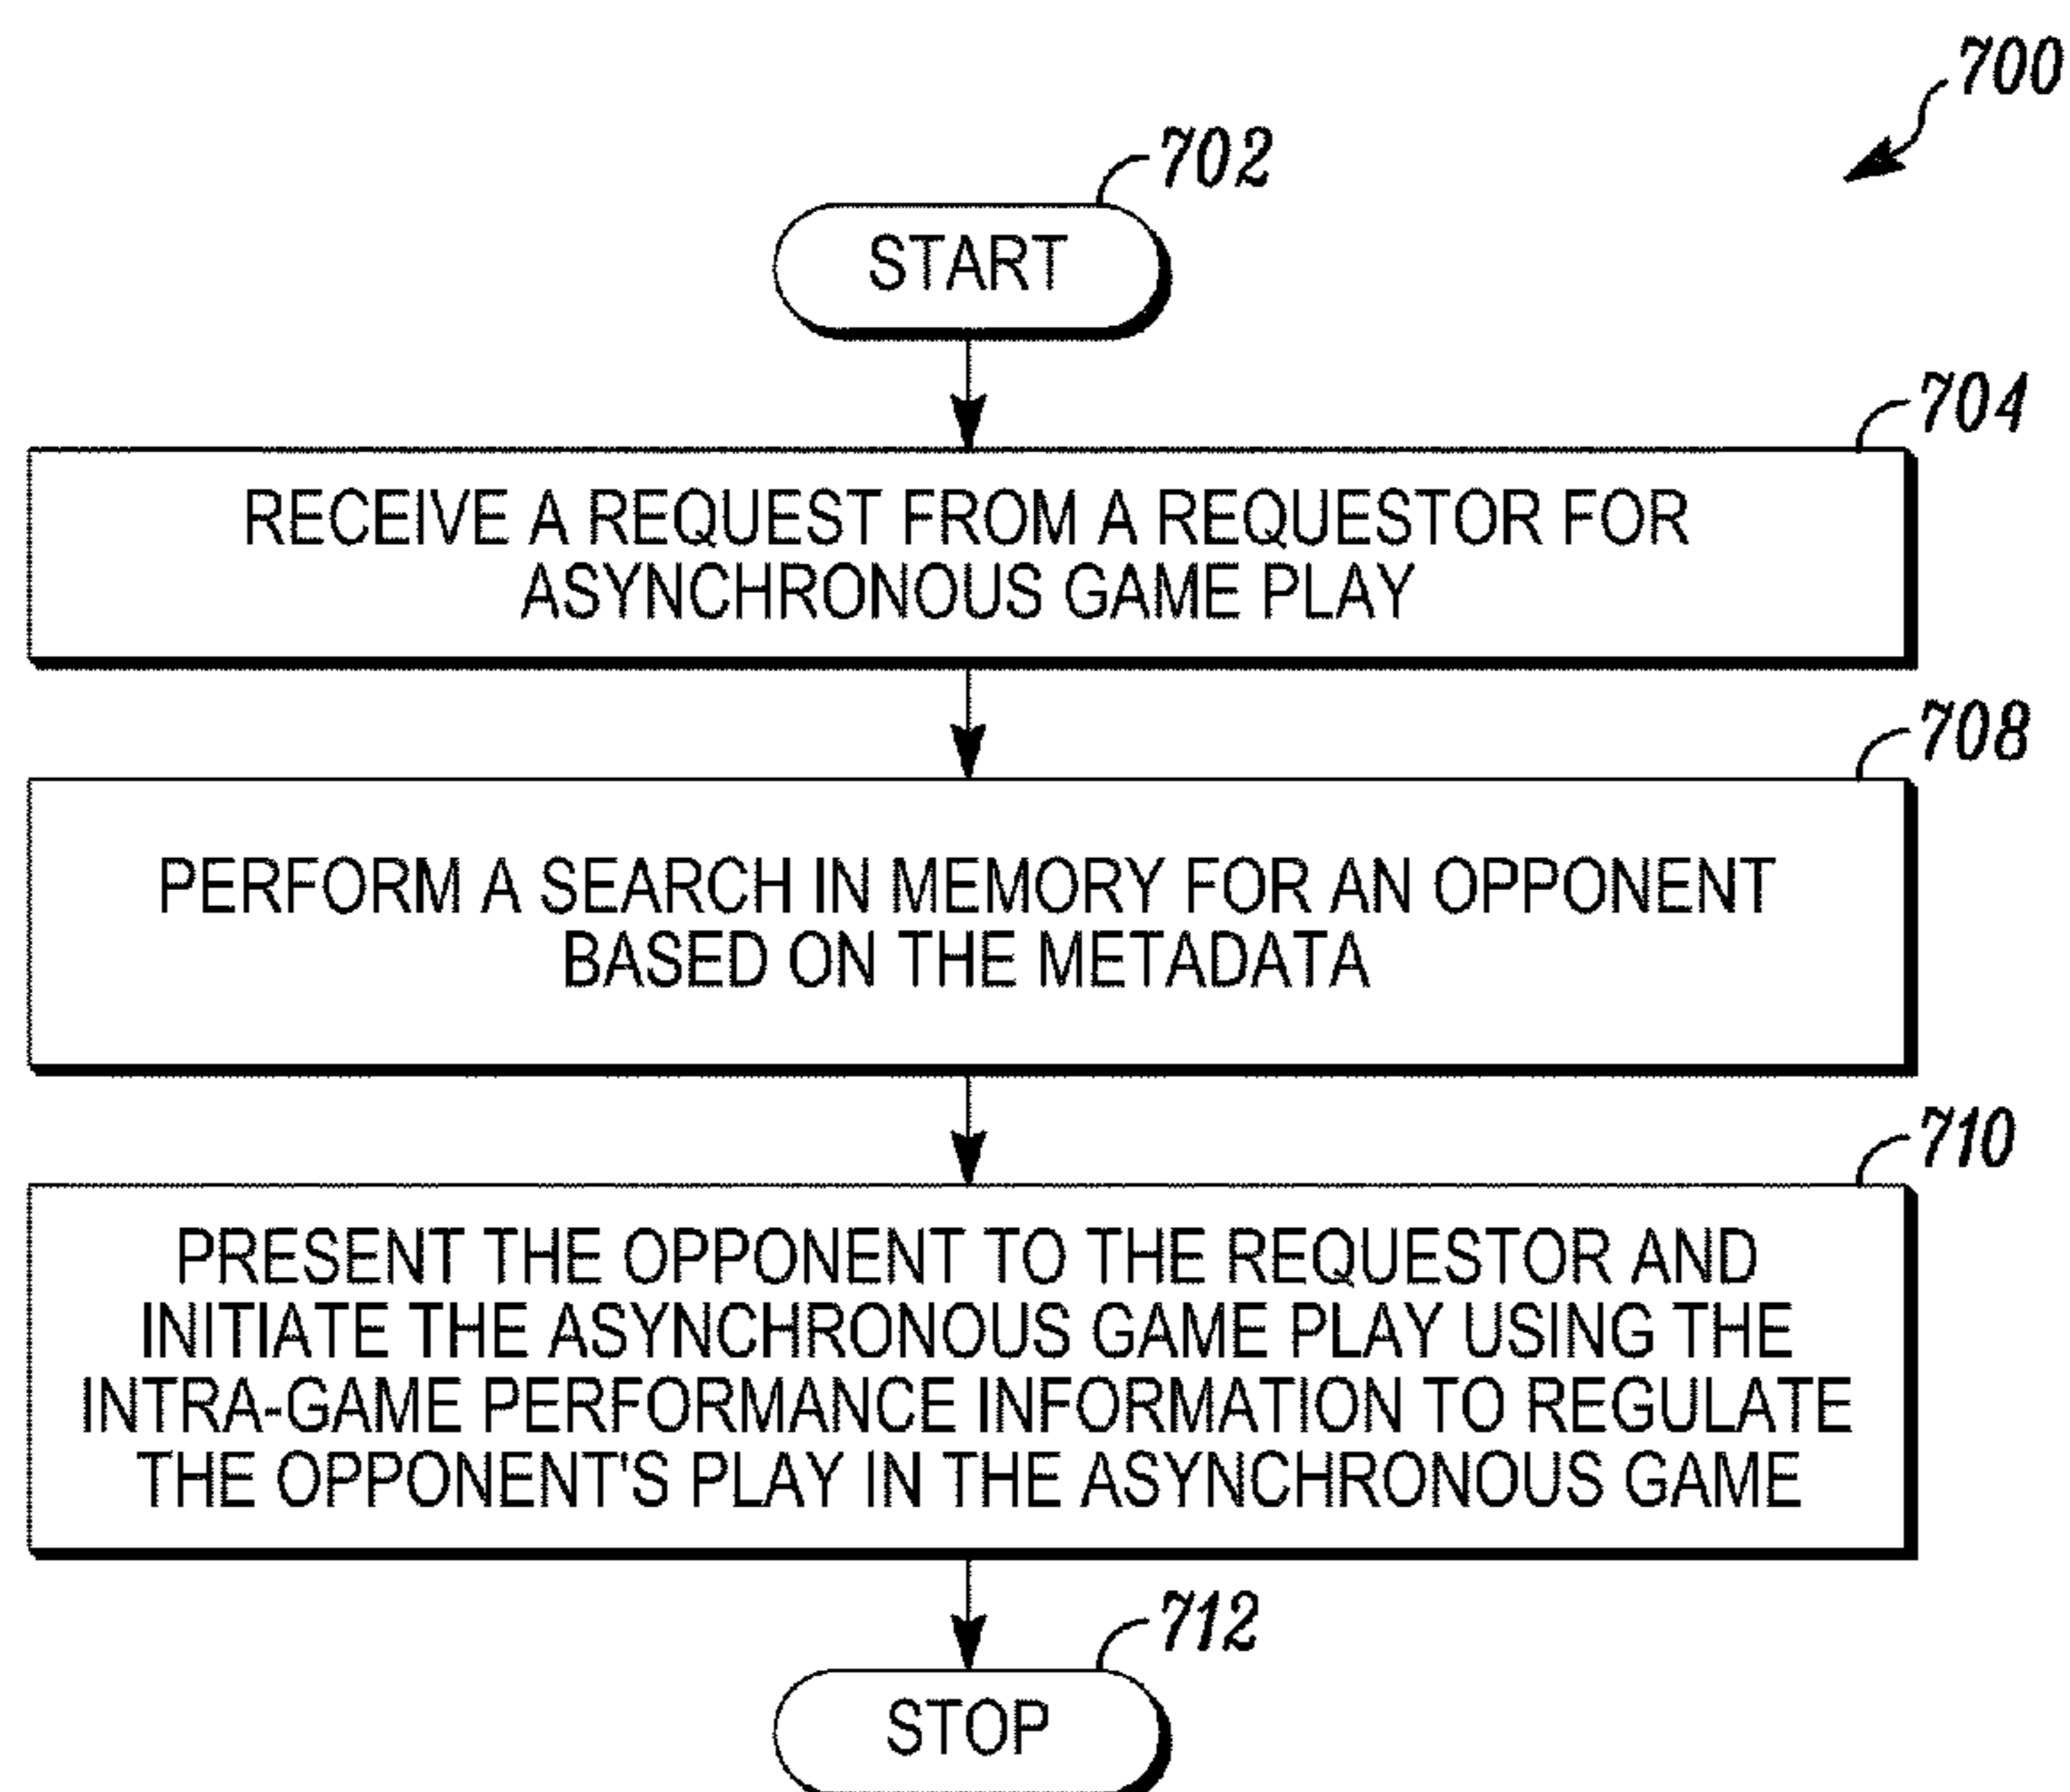 700
702
START
704
RECEIVE A REQUEST FROM A REQUESTOR FOR
ASYNCHRONOUS GAME PLAY
708
PERFORM A SEARCH IN MEMORY FOR AN OPPONENT
BASED ON THE METADATA
710
PRESENT THE OPPONENT TO THE REQUESTOR AND
INITIATE THE ASYNCHRONOUS GAME PLAY USING THE
INTRA-GAME PERFORMANCE INFORMATION TO REGULATE
THE OPPONENT'S PLAY IN THE ASYNCHRONOUS GAME
712
STOP